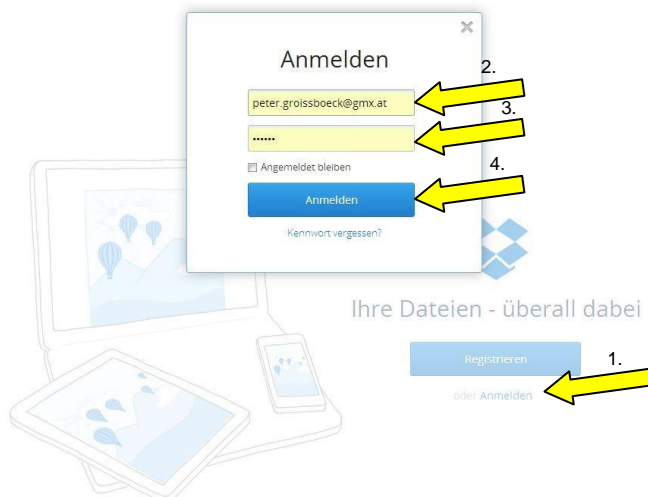 Anmelden
2.
peter.groissboeck@gmx.at
3.
••••••
Angemeldet bleiben
4.
Anmelden
Kennwort vergessen?
Ihre Dateien - überall dabei
Registrieren
1.
oder Anmelden